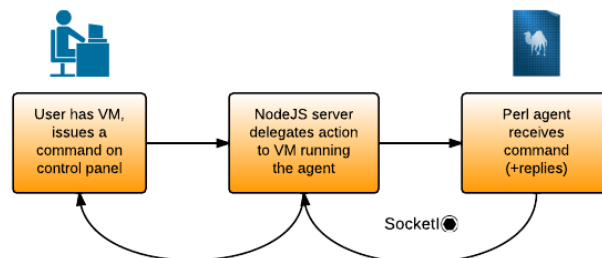 User has VM,
issues a
command on
control panel
NodeJS server
delegates action
to VM running
the agent
Perl agent
receives
command
(+replies)
SocketI